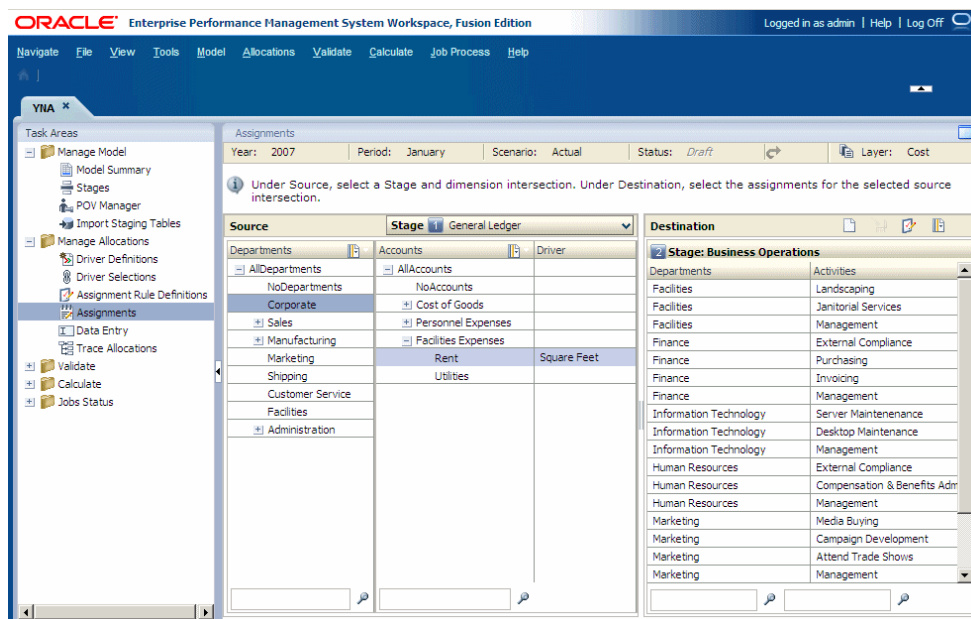 ORACLE Enterprise Performance Management System Workspace, Fusion Edition
Logged in as admin | Help | Log Off
Navigate File View Tools Model Allocations Validate Calculate Job Process Help
YNA ×
Task Areas
Manage Model
Model Summary
Stages
POV Manager
Import Staging Tables
Manage Allocations
Driver Definitions
Driver Selections
Assignment Rule Definitions
Assignments
Data Entry
Trace Allocations
Validate
Calculate
Jobs Status
Assignments
Year: 2007 Period: January Scenario: Actual Status: Draft Layer: Cost
Under Source, select a Stage and dimension intersection. Under Destination, select the assignments for the selected source
intersection.
Source
Stage 1 General Ledger
Departments Accounts Driver
AllDepartments
NoDepartments
Corporate
Sales
Manufacturing
Marketing
Shipping
Customer Service
Facilities
Administration
AllAccounts
NoAccounts
Cost of Goods
Personnel Expenses
Facilities Expenses
Rent Square Feet
Utilities
Destination
2 Stage: Business Operations
Departments Activities
Facilities Landscaping
Facilities Janitorial Services
Facilities Management
Finance External Compliance
Finance Purchasing
Finance Invoicing
Finance Management
Information Technology Server Maintenenance
Information Technology Desktop Maintenance
Information Technology Management
Human Resources External Compliance
Human Resources Compensation & Benefits Adm
Human Resources Management
Marketing Media Buying
Marketing Campaign Development
Marketing Attend Trade Shows
Marketing Management